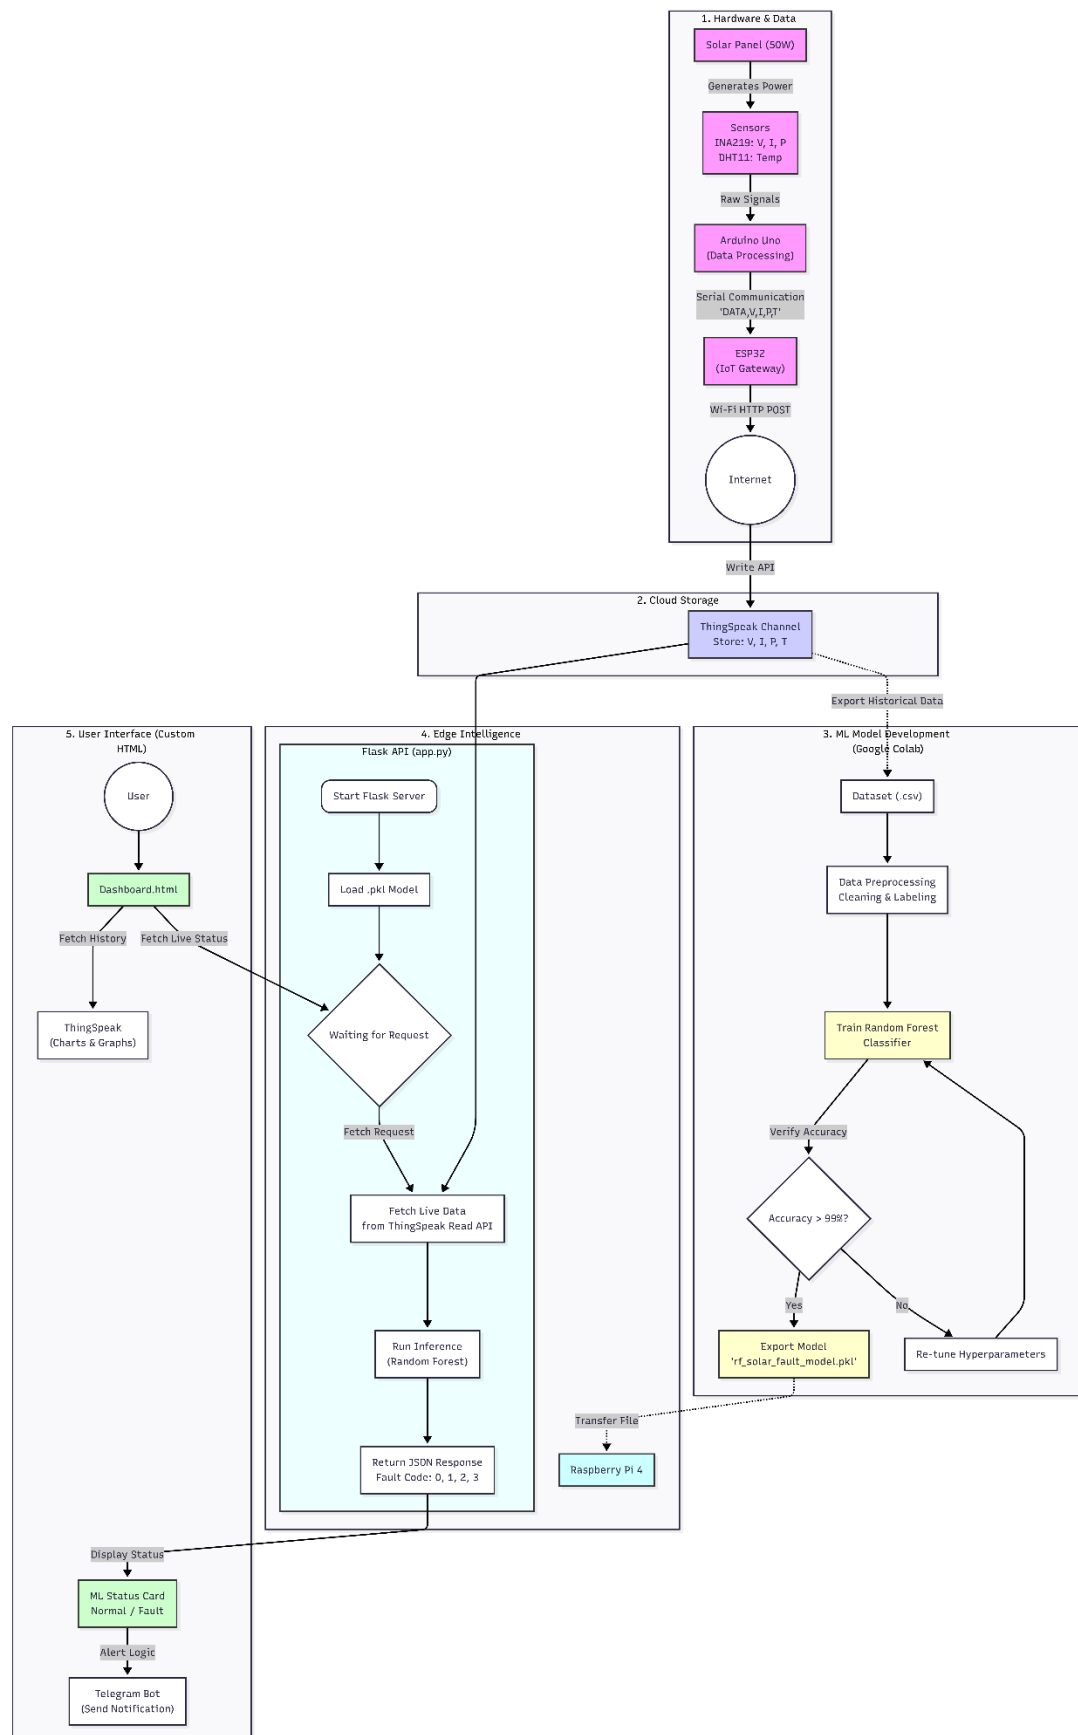 1. Hardware & Data
Solar Panel (50W)
Generates Power
Sensors
INA219: V, I, P
DHT11: Temp
Raw Signals
Arduino Uno
(Data Processing)
Serial Communication
'DATA,V,I,P,T'
ESP32
(IoT Gateway)
Wi-Fi HTTP POST
Internet
Write API
2. Cloud Storage
ThingSpeak Channel
Store: V, I, P, T
Export Historical Data
5. User Interface (Custom
HTML)
User
Dashboard.html
Fetch History
Fetch Live Status
ThingSpeak
(Charts & Graphs)
4. Edge Intelligence
Flask API (app.py)
Start Flask Server
Load .pkl Model
Waiting for Request
Fetch Request
Fetch Live Data
from ThingSpeak Read API
Run Inference
(Random Forest)
Return JSON Response
Fault Code: 0, 1, 2, 3
3. ML Model Development
(Google Colab)
Dataset (.csv)
Data Preprocessing
Cleaning & Labeling
Train Random Forest
Classifier
Verify Accuracy
Accuracy > 99%?
Yes
No
Export Model
'rf_solar_fault_model.pkl'
Re-tune Hyperparameters
Transfer File
Raspberry Pi 4
Display Status
ML Status Card
Normal / Fault
Alert Logic
Telegram Bot
(Send Notification)